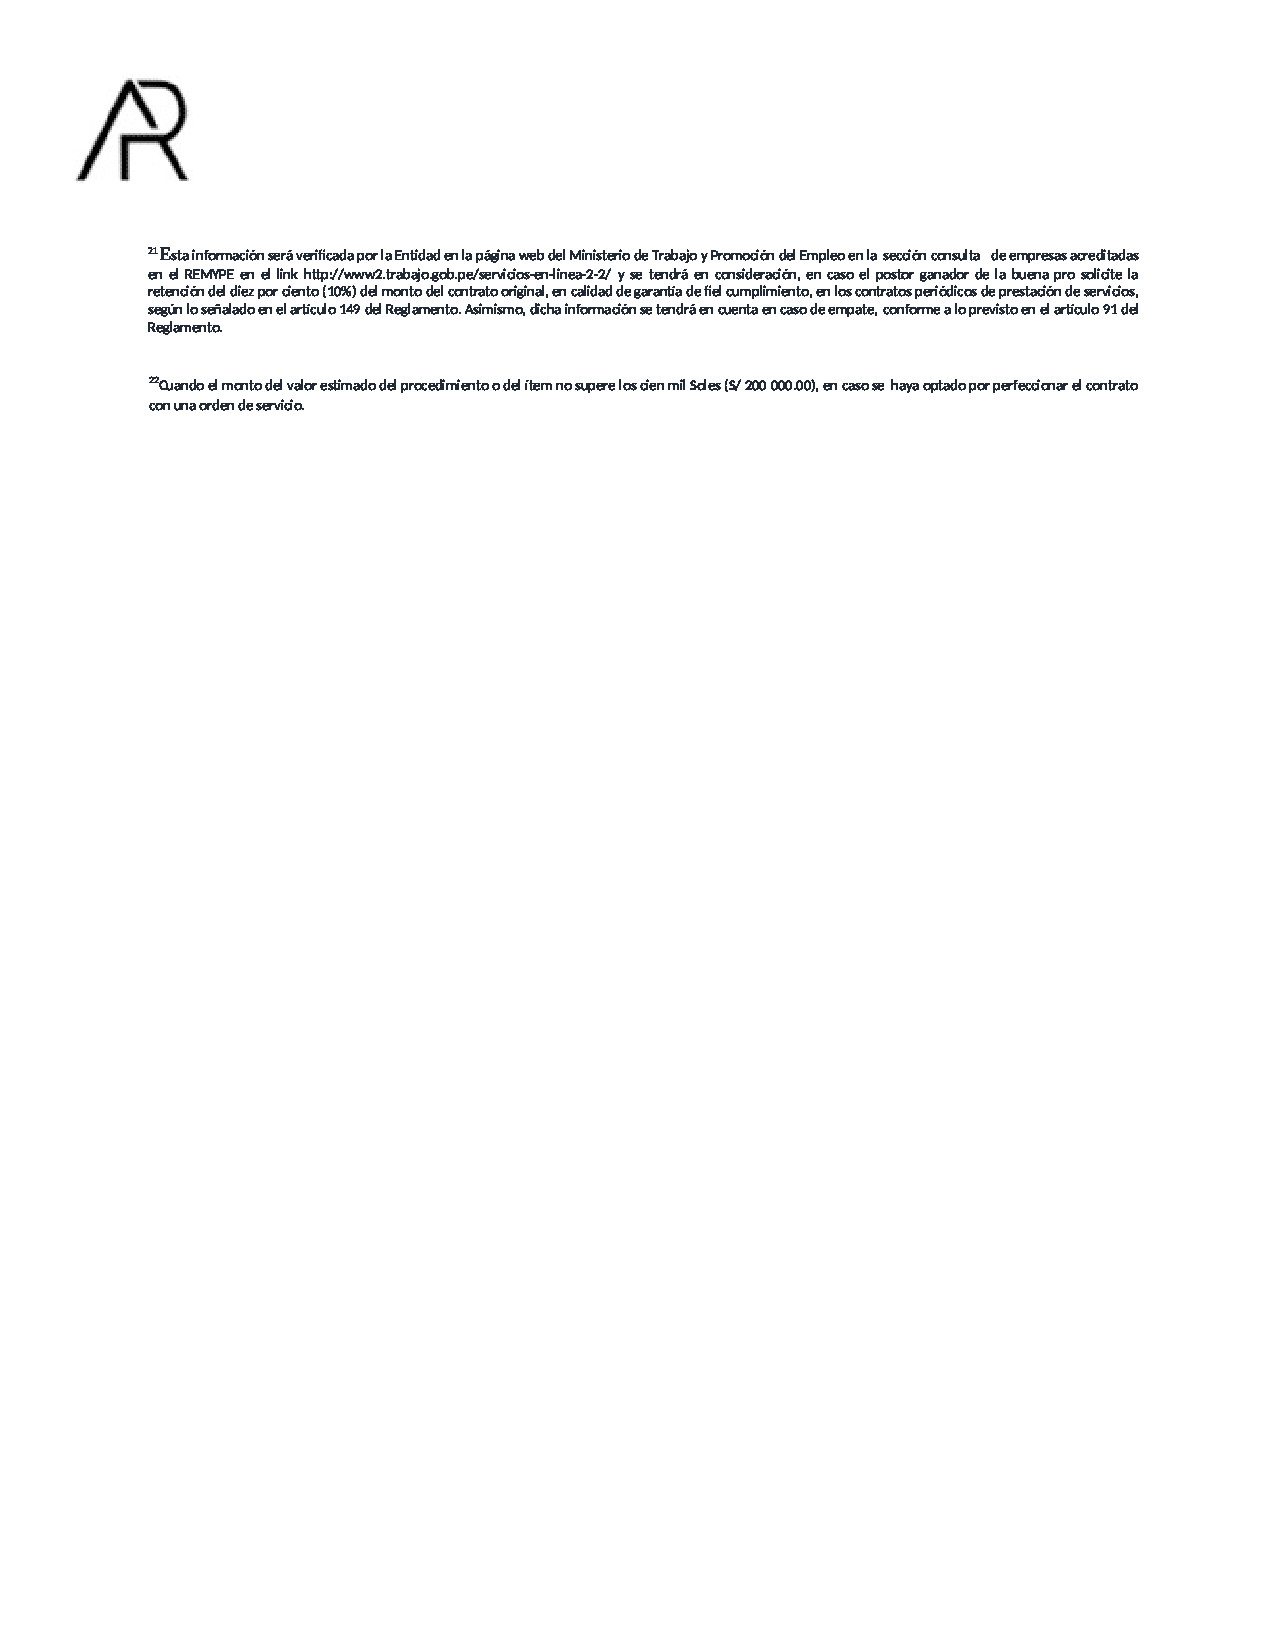 AR
21 Esta información será verificada por la Entidad en la página web del Ministerio de Trabajo y Promoción del Empleo en la sección consulta de empresas acreditadas
en el REMYPE en el link http://www2.trabajo.gob.pe/servicios-en-linea-2-2/ y se tendrá en consideración, en caso el postor ganador de la buena pro solicite la
retención del diez por ciento (10%) del monto del contrato original, en calidad de garantía de fiel cumplimiento, en los contratos periódicos de prestación de servicios,
según lo señalado en el artículo 149 del Reglamento. Asimismo, dicha información se tendrá en cuenta en caso de empate, conforme a lo previsto en el artículo 91 del
Reglamento.
22Cuando el monto del valor estimado del procedimiento o del ítem no supere los cien mil Soles (S/ 200 000.00), en caso se haya optado por perfeccionar el contrato
con una orden de servicio.